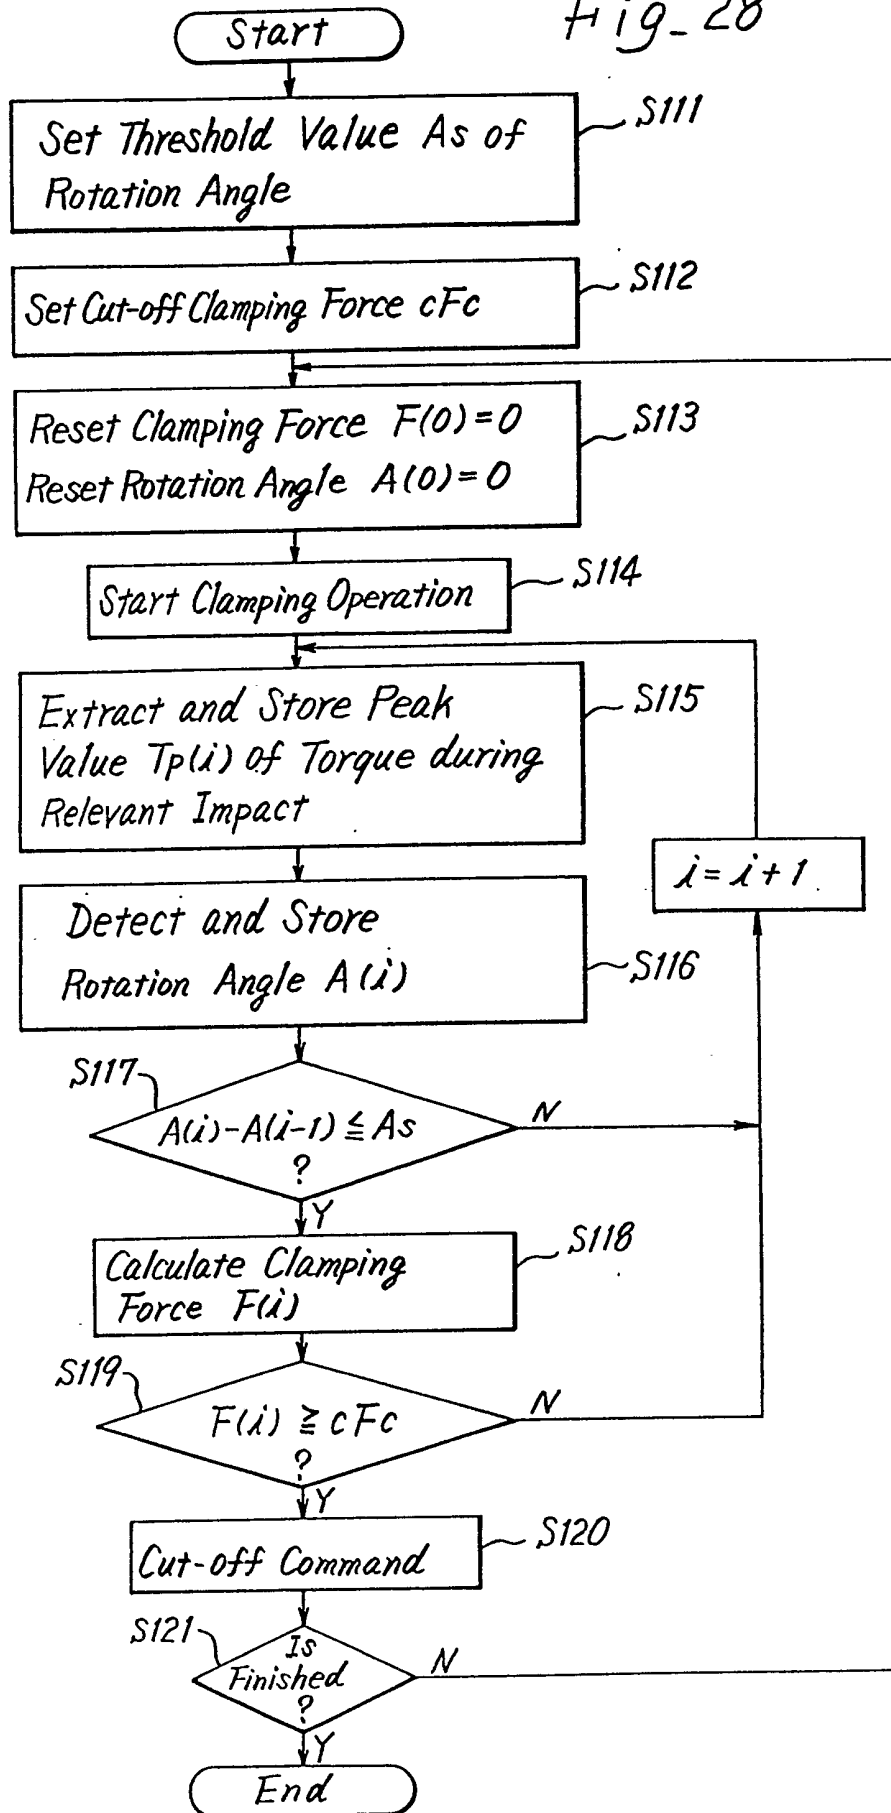 Fig_ 28
Start
Set Threshold Value As of
Rotation Angle
S111
Set Cut-off Clamping Force cFc
S112
Reset Clamping Force F(0)=0
Reset Rotation Angle A(0)=0
S113
Start Clamping Operation
S114
Extract and Store Peak
Value Tp(i) of Torque during
Relevant Impact
S115
i=i+1
Detect and Store
Rotation Angle A(i)
S116
S117
A(i)-A(i-1)≦As
?
N
Y
Calculate Clamping
Force F(i)
S118
S119
F(i)≧cFc
?
N
Y
Cut-off Command
S120
S121
Is
Finished
?
N
Y
End